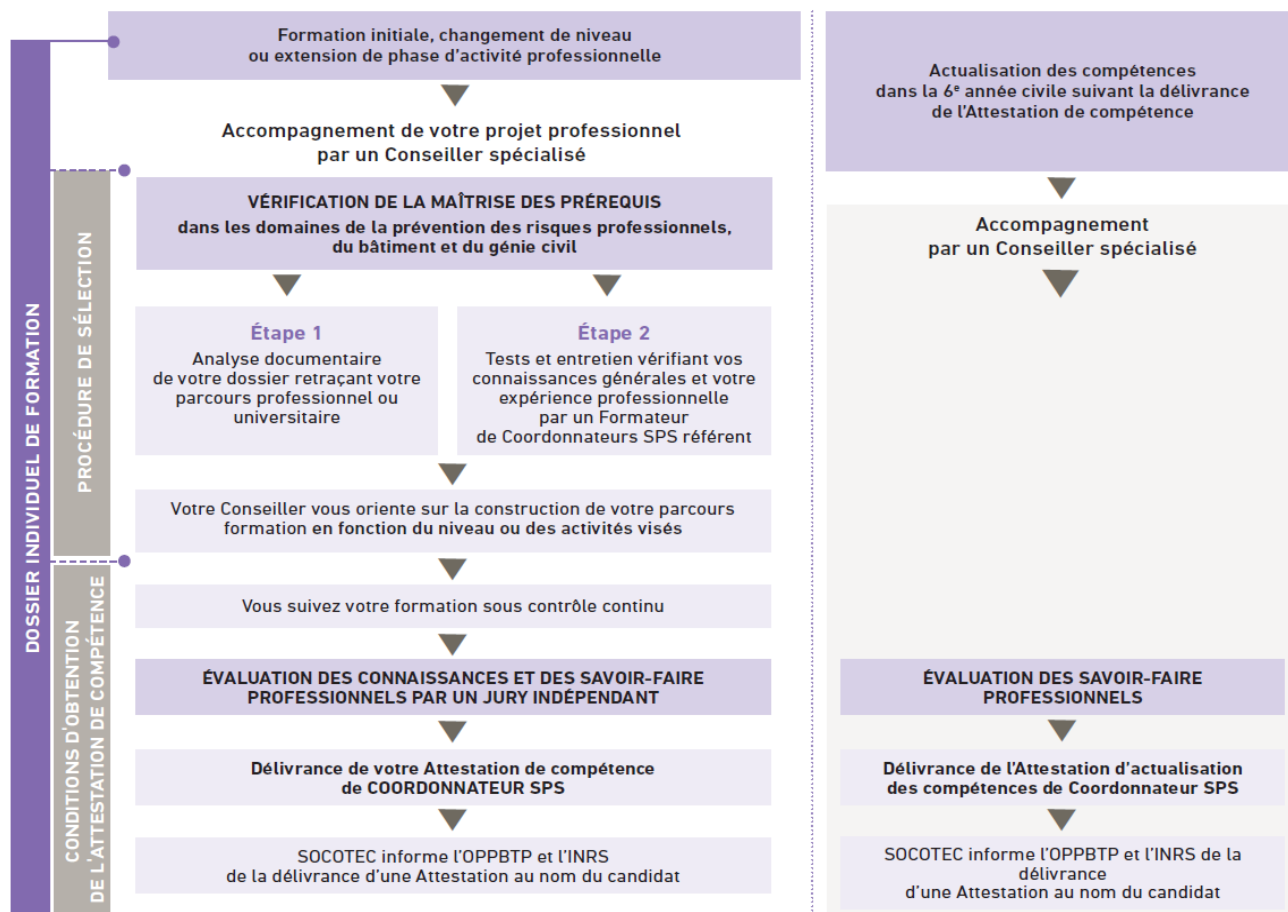 DOSSIER INDIVIDUEL DE FORMATION
PROCÉDURE DE SÉLECTION
CONDITIONS D'OBTENTION
DE L'ATTESTATION DE COMPÉTENCE
Formation initiale, changement de niveau
ou extension de phase d'activité professionnelle
Accompagnement de votre projet professionnel
par un Conseiller spécialisé
VÉRIFICATION DE LA MAÎTRISE DES PRÉREQUIS
dans les domaines de la prévention des risques professionnels,
du bâtiment et du génie civil
Étape 1
Analyse documentaire
de votre dossier retraçant votre
parcours professionnel ou
universitaire
Étape 2
Tests et entretien vérifiant vos
connaissances générales et votre
expérience professionnelle
par un Formateur
de Coordonnateurs SPS référent
Votre Conseiller vous oriente sur la construction de votre parcours
formation en fonction du niveau ou des activités visés
Vous suivez votre formation sous contrôle continu
ÉVALUATION DES CONNAISSANCES ET DES SAVOIR-FAIRE
PROFESSIONNELS PAR UN JURY INDÉPENDANT
Délivrance de votre Attestation de compétence
de COORDONNATEUR SPS
SOCOTEC informe l'OPPBTP et l'INRS
de la délivrance d'une Attestation au nom du candidat
Actualisation des compétences
dans la 6e année civile suivant la délivrance
de l'Attestation de compétence
Accompagnement
par un Conseiller spécialisé
ÉVALUATION DES SAVOIR-FAIRE
PROFESSIONNELS
Délivrance de l'Attestation d'actualisation
des compétences de Coordonnateur SPS
SOCOTEC informe l'OPPBTP et l'INRS de la
délivrance
d'une Attestation au nom du candidat